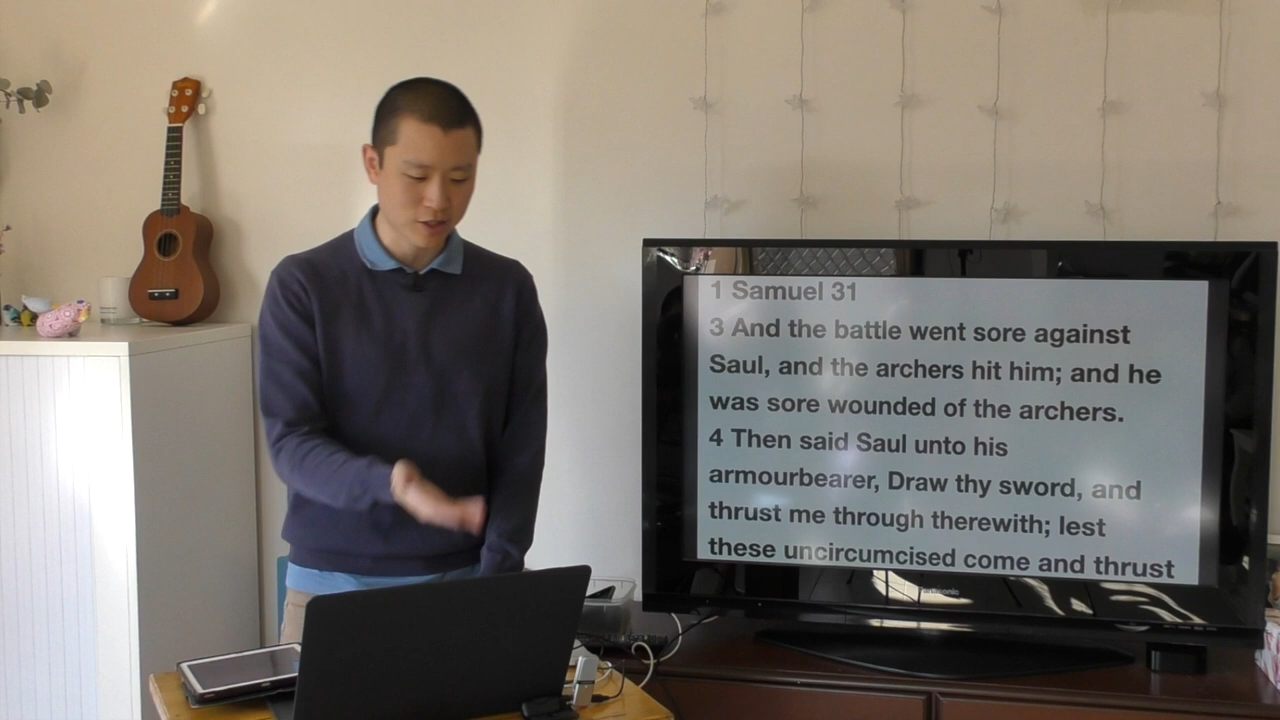 1 Samuel 31
3 And the battle went sore against
Saul, and the archers hit him; and he
was sore wounded of the archers.
4 Then said Saul unto his
armourbearer, Draw thy sword, and
thrust me through therewith; lest
these uncircumcised come and thrust
Panasonic